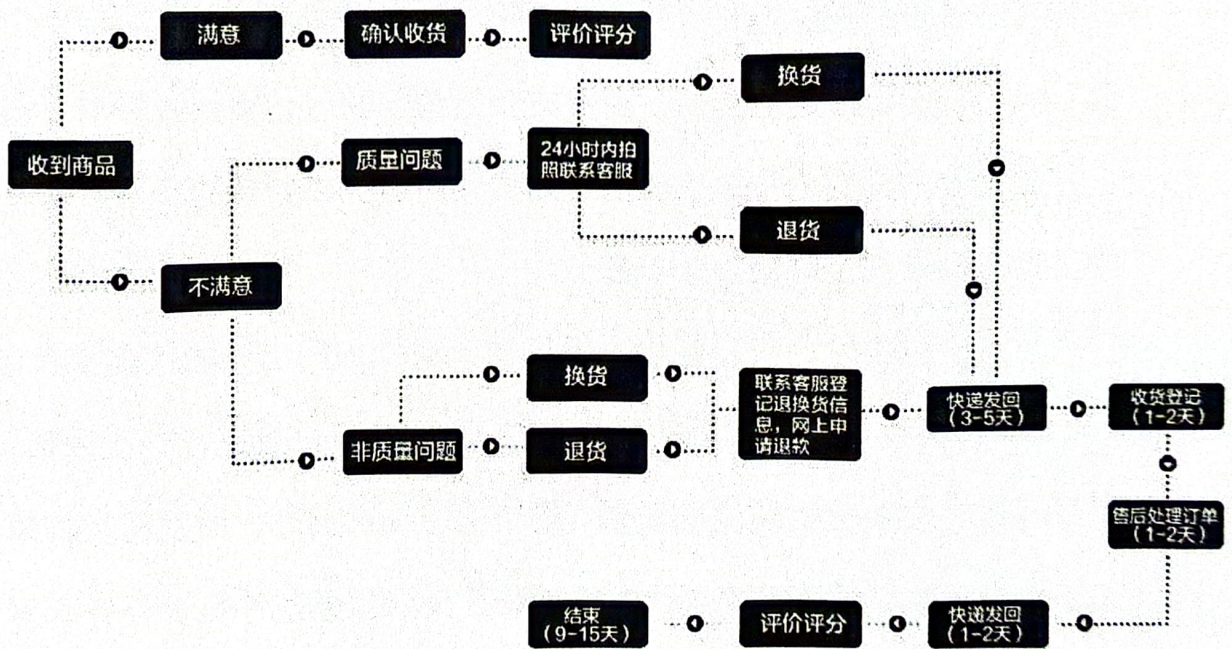 满意
确认收货
评价评分
换货
收到商品
质量问题
24小时内拍
照联系客服
退货
不满意
换货
联系客服登
记退换货信
息，网上申
请退款
快递发回
（3-5天）
收货登记
（1-2天）
非质量问题
退货
售后处理订单
（1-2天）
结束
（9-15天）
评价评分
快递发回
（1-2天）